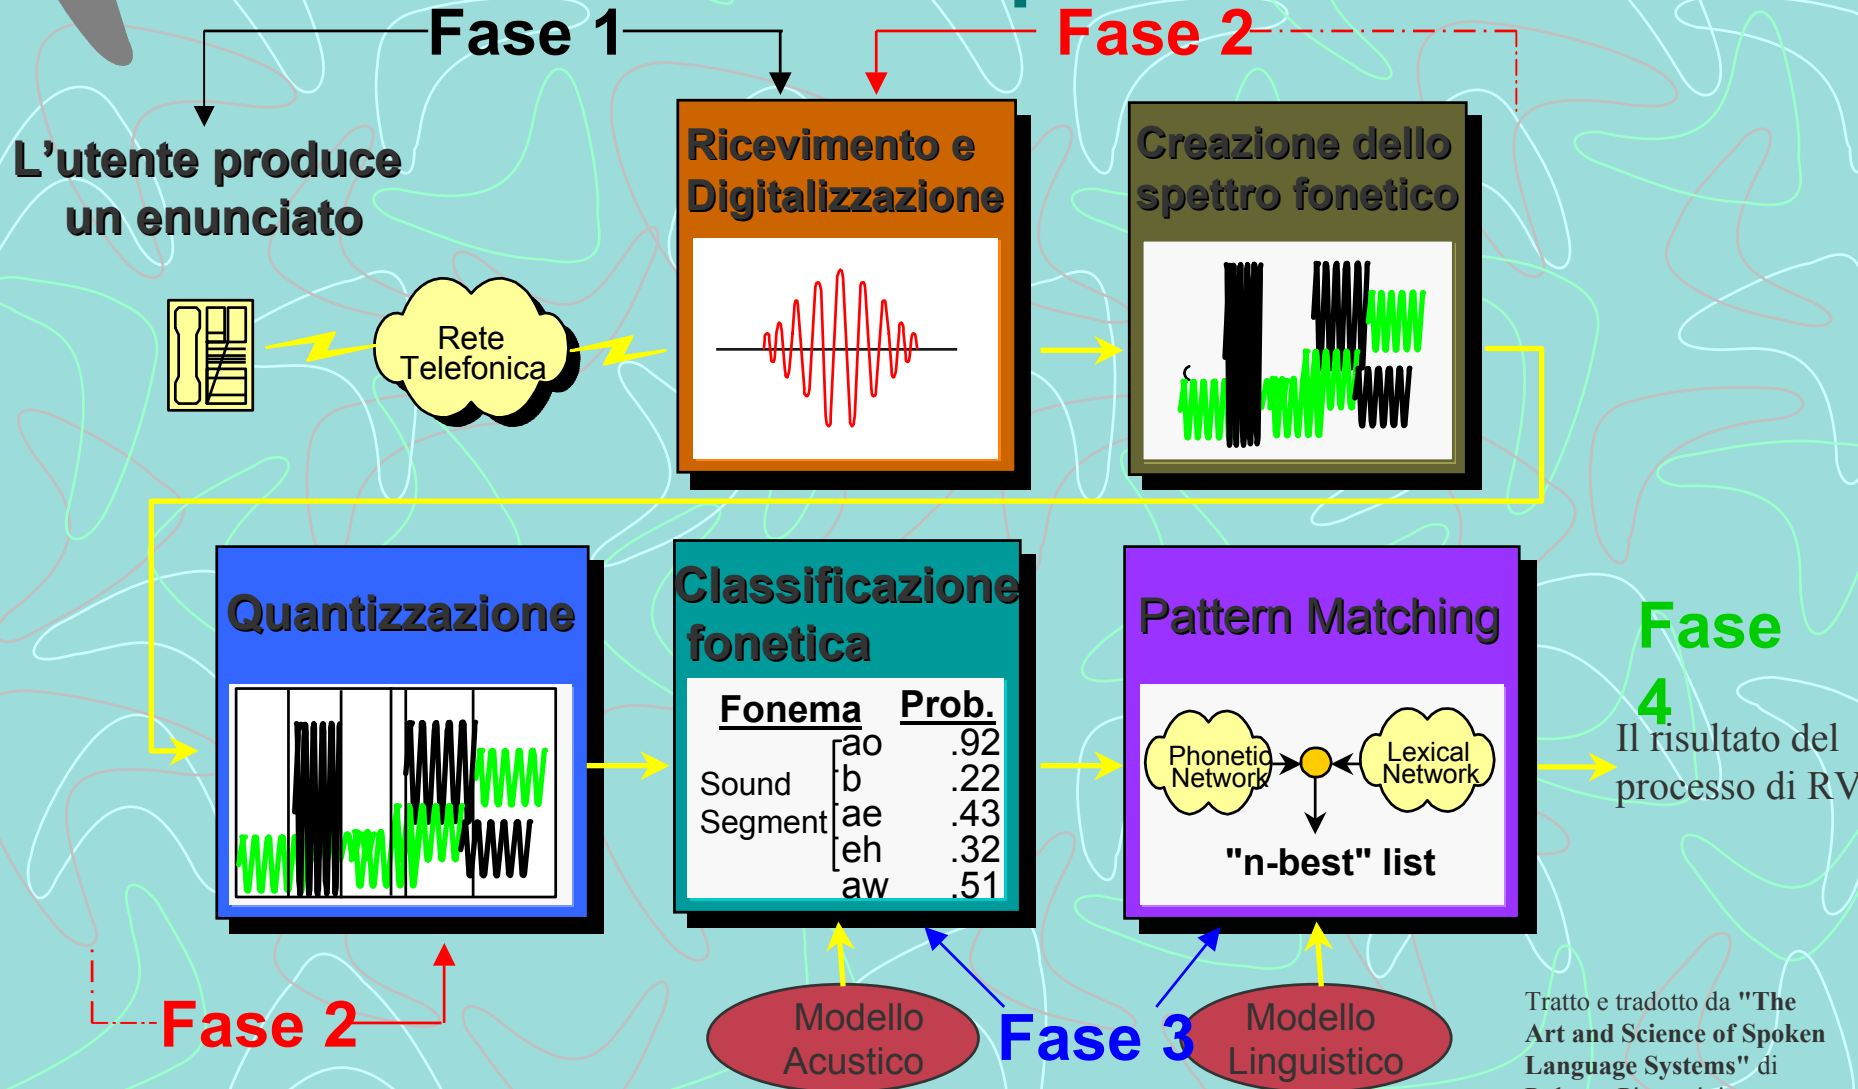 Fase 1
Fase 2
L'utente produce
un enunciato
Rete
Telefonica
Ricevimento e
Digitalizzazione
Creazione dello
spettro fonetico
Quantizzazione
Classificazione
fonetica
Fonema Prob.
Sound
Segment
ao .92
b .22
ae .43
eh .32
aw .51
Pattern Matching
Phonetic
Network
Lexical
Network
"n-best" list
Fase
4
Il risultato del
processo di RV
Fase 2
Modello
Acustico
Fase 3
Modello
Linguistico
Tratto e tradotto da "The
Art and Science of Spoken
Language Systems" di